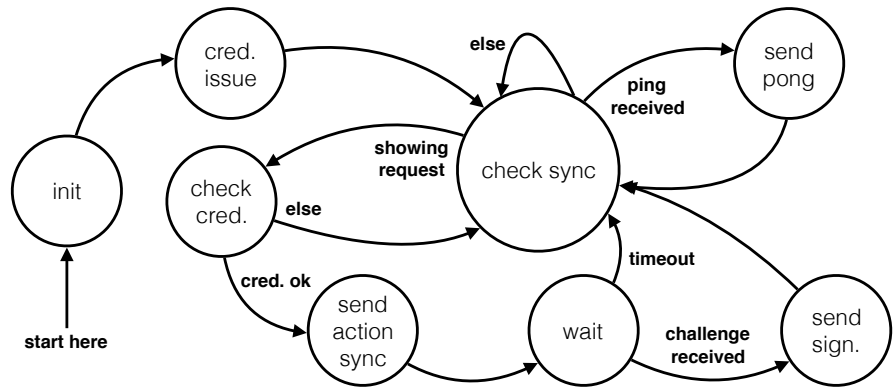 cred.
issue
else
send
pong
ping
received
showing
request
check sync
init
check
cred.
else
cred. ok
timeout
start here
send
action
sync
wait
challenge
received
send
sign.